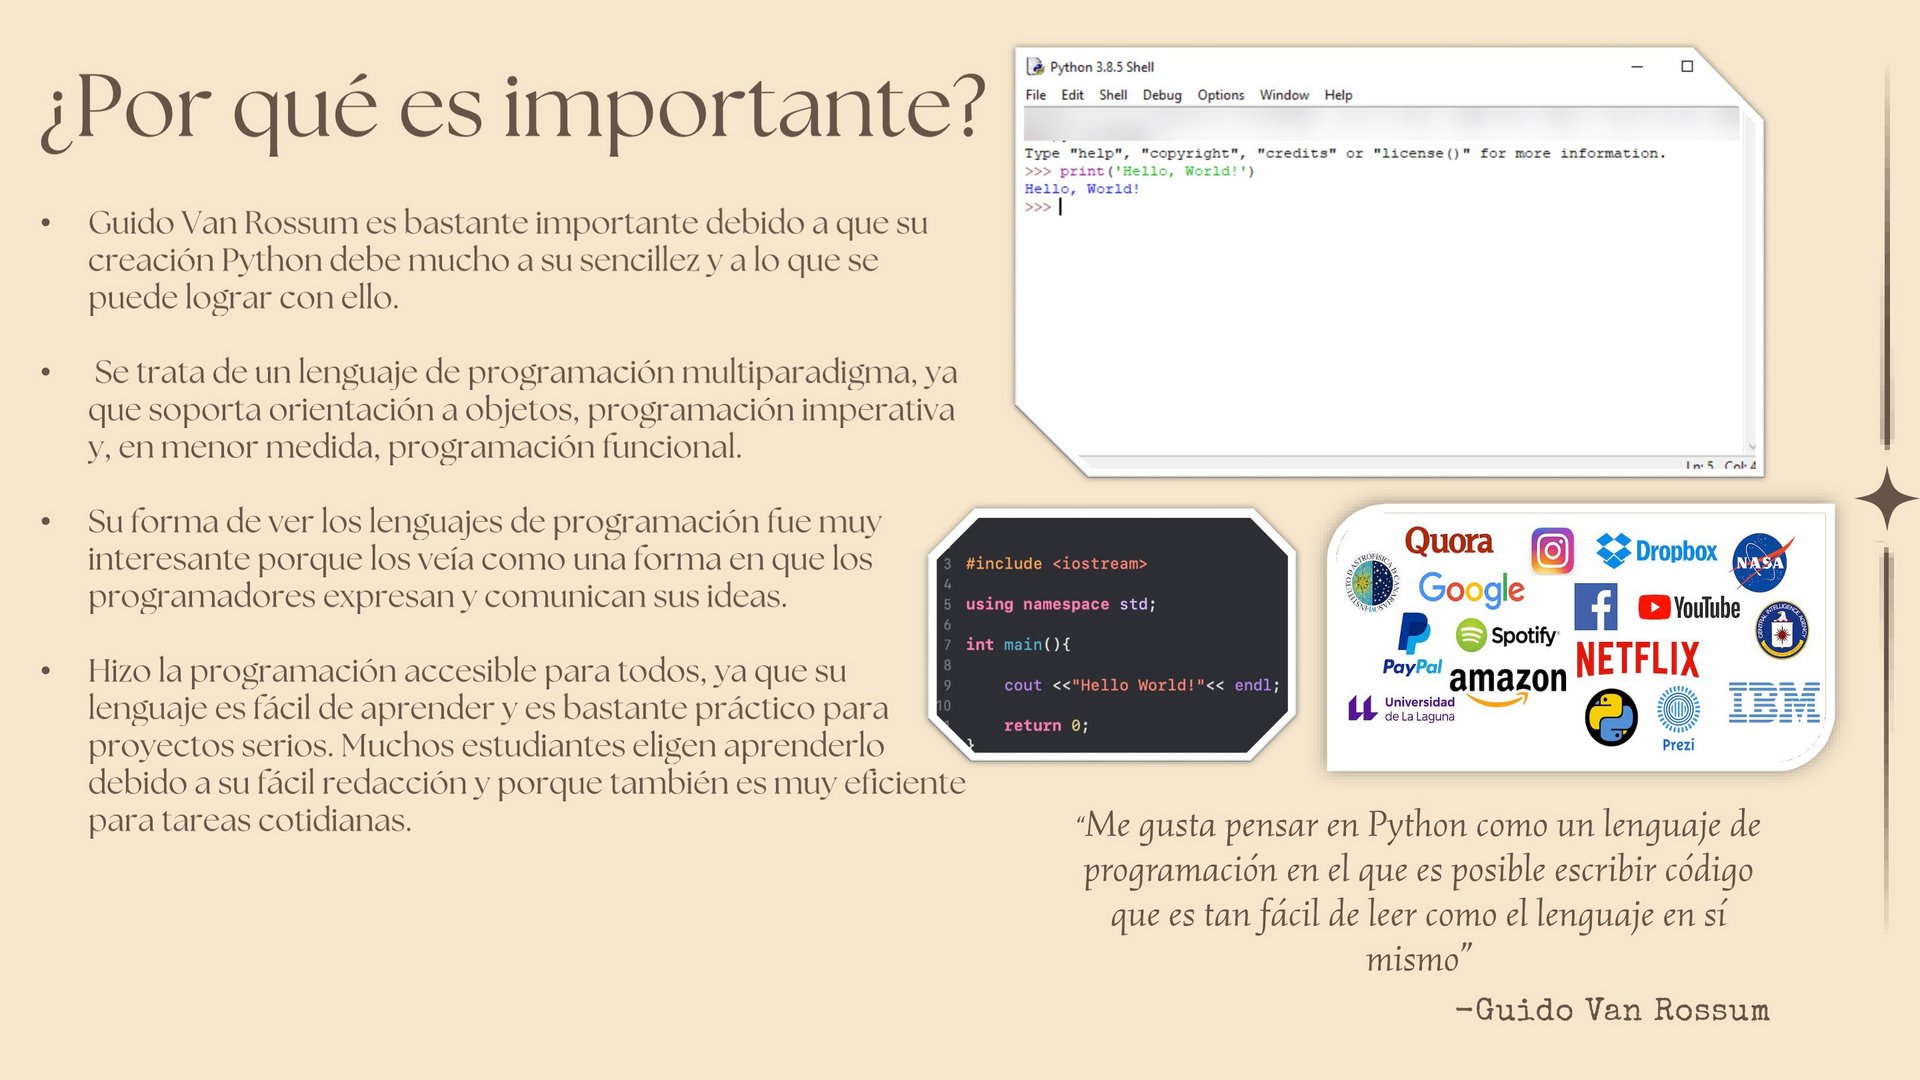 ¿Por qué es importante?
• Guido Van Rossum es bastante importante debido a que su
creación Python debe mucho a su sencillez y a lo que se
puede lograr con ello.
• Se trata de un lenguaje de programación multiparadigma, ya
que soporta orientación a objetos, programación imperativa
y, en menor medida, programación funcional.
• Su forma de ver los lenguajes de programación fue muy
interesante porque los veía como una forma en que los
programadores expresan y comunican sus ideas.
• Hizo la programación accesible para todos, ya que su
lenguaje es fácil de aprender y es bastante práctico para
proyectos serios. Muchos estudiantes eligen aprenderlo
debido a su fácil redacción y porque también es muy eficiente
para tareas cotidianas.
Python 3.8.5 Shell
File Edit Shell Debug Options Window Help
Type "help", "copyright", "credits" or "license()" for more information.
>>> print('Hello, World!')
Hello, World!
>>>
Ln: 5 Col: 4
3 #include <iostream>
4
5 using namespace std;
6
7 int main(){
8
9 cout <<"Hello World!"<< endl;
10
return 0;
}
Quora
Dropbox
NASA
Google
YouTube
CENTRAL INTELLIGENCE AGENCY
PayPal
Spotify
NETFLIX
amazon
Universidad
de La Laguna
Prezi
IBM
“Me gusta pensar en Python como un lenguaje de
programación en el que es posible escribir código
que es tan fácil de leer como el lenguaje en sí
mismo”
-Guido Van Rossum